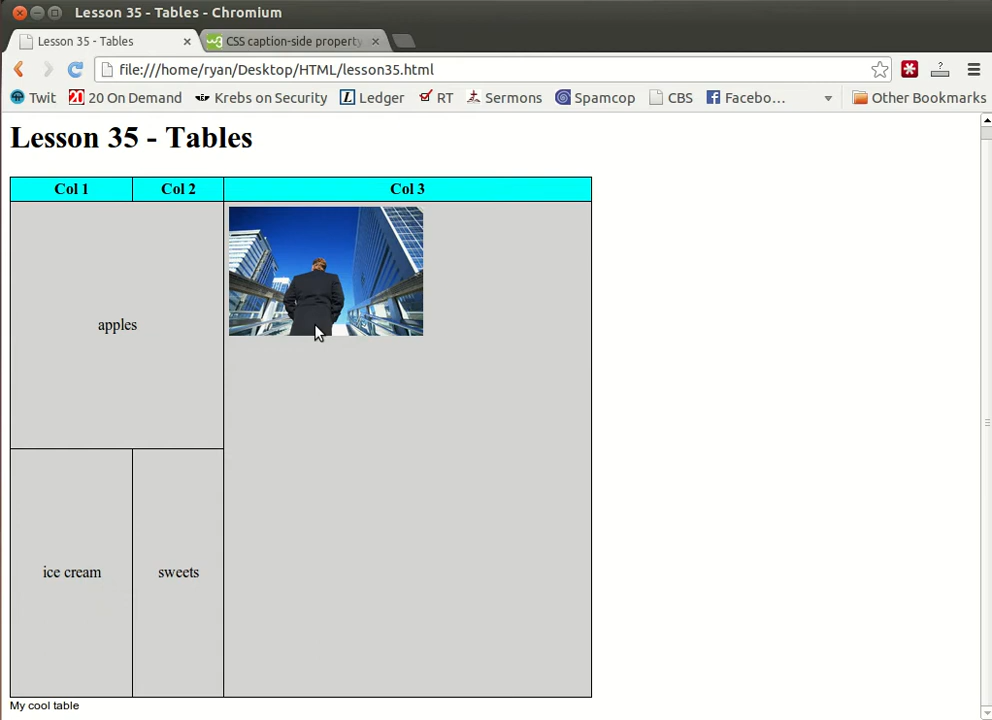 Lesson 35 - Tables - Chromium
Lesson 35 - Tables
CSS caption-side property
file:///home/ryan/Desktop/HTML/lesson35.html
Twit 20 20 On Demand Krebs on Security L Ledger RT Sermons Spamcop CBS f Facebo... Other Bookmarks
Lesson 35 - Tables
Col 1 Col 2 Col 3
apples
ice cream sweets
My cool table